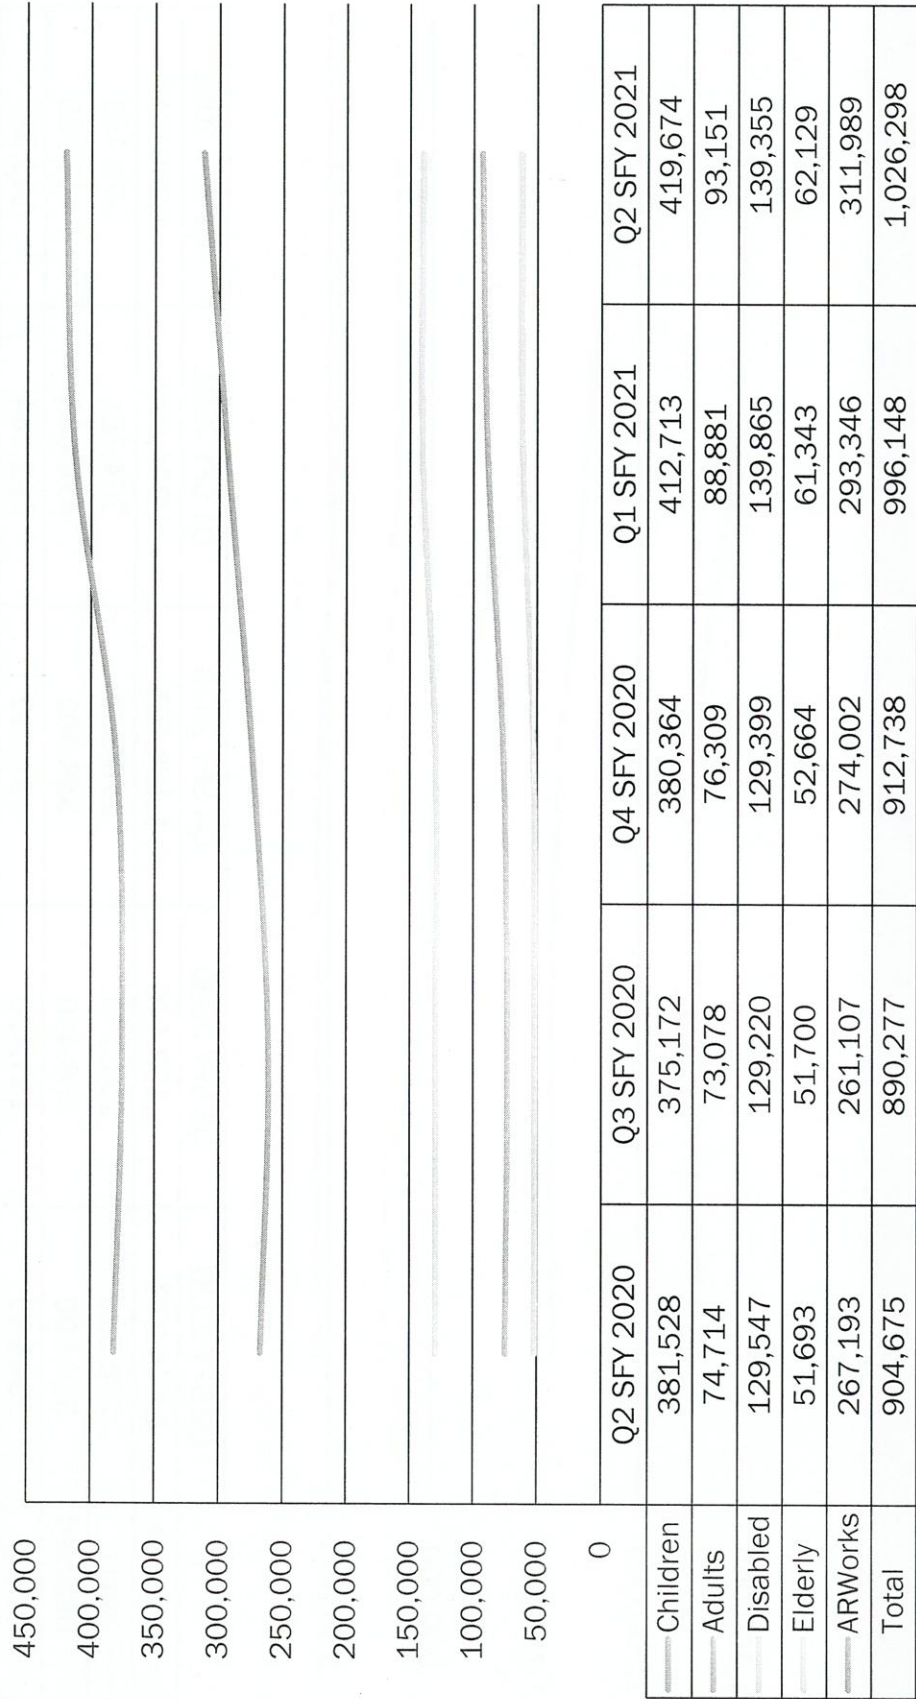 450,000
400,000
350,000
300,000
250,000
200,000
150,000
100,000
50,000
0
Q2 SFY 2020 Q3 SFY 2020 Q4 SFY 2020 Q1 SFY 2021 Q2 SFY 2021
Children 381,528 375,172 380,364 412,713 419,674
Adults 74,714 73,078 76,309 88,881 93,151
Disabled 129,547 129,220 129,399 139,865 139,355
Elderly 51,693 51,700 52,664 61,343 62,129
ARWorks 267,193 261,107 274,002 293,346 311,989
Total 904,675 890,277 912,738 996,148 1,026,298